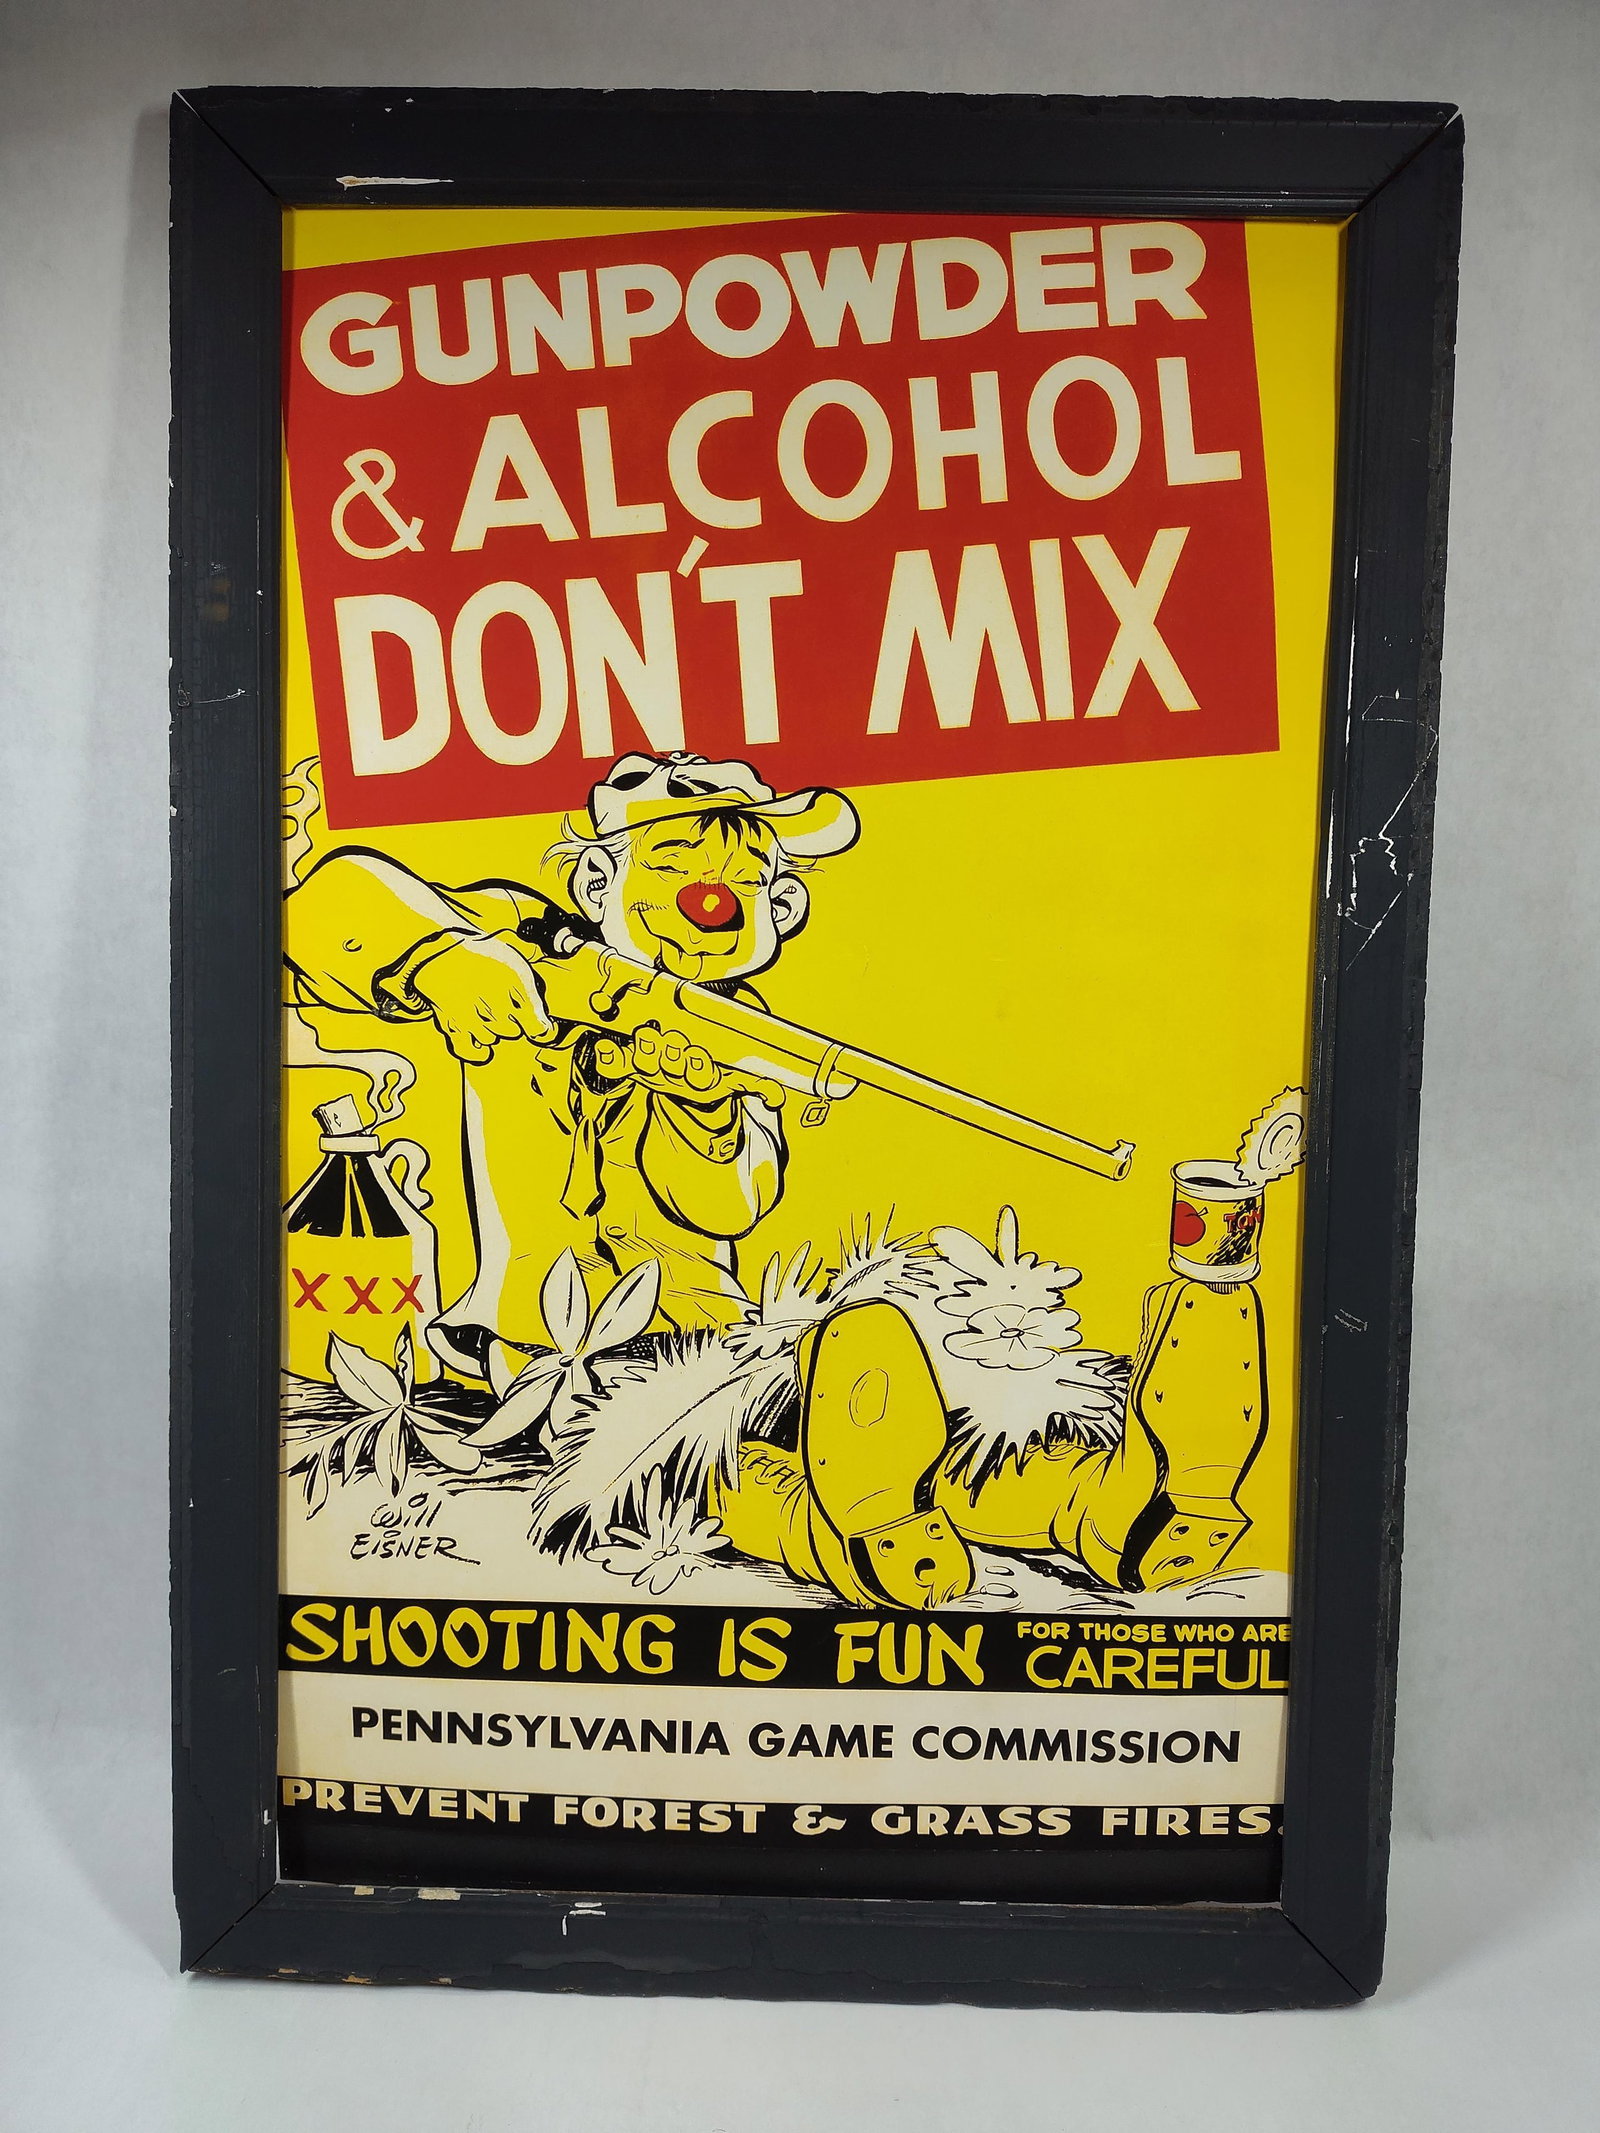 GUNPOWDER
& ALCOHOL
DON'T MIX
XXX
Will
EISNER
SHOOTING IS FUN FOR THOSE WHO ARE CAREFUL
PENNSYLVANIA GAME COMMISSION
PREVENT FOREST & GRASS FIRES.